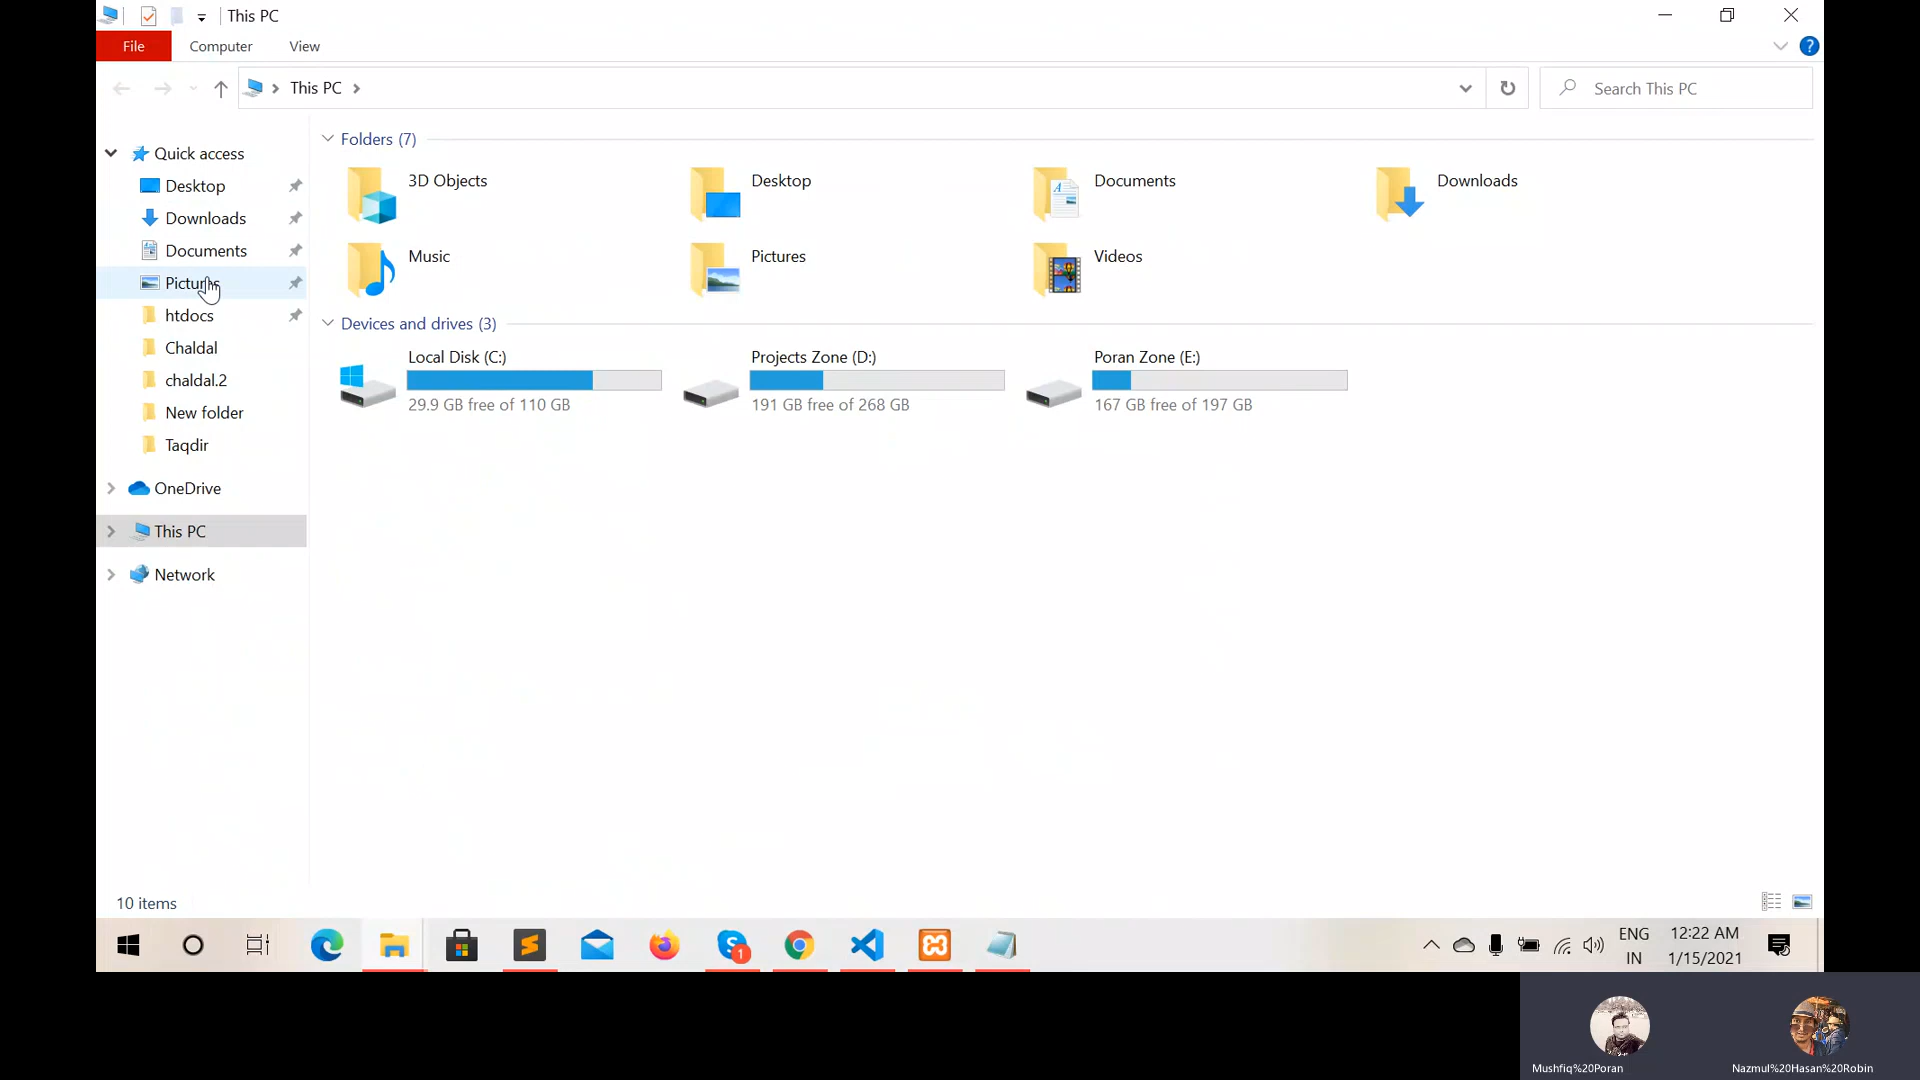 This PC
File Computer View
This PC
Search This PC
Quick access
Desktop
Downloads
Documents
Pictures
htdocs
Chaldal
chaldal.2
New folder
Taqdir
OneDrive
This PC
Network
Folders (7)
3D Objects
Desktop
Documents
Downloads
Music
Pictures
Videos
Devices and drives (3)
Local Disk (C:)
29.9 GB free of 110 GB
Projects Zone (D:)
191 GB free of 268 GB
Poran Zone (E:)
167 GB free of 197 GB
10 items
1
ENG
IN
12:22 AM
1/15/2021
Mushfiq%20Poran
Nazmul%20Hasan%20Robin